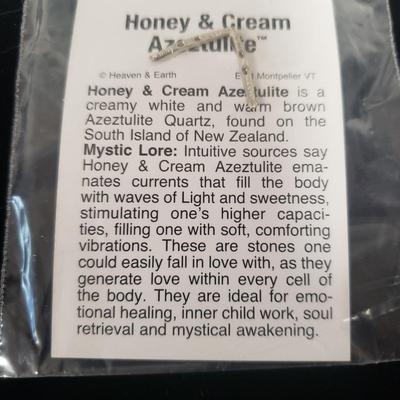 Honey & Cream
Azeztulite™
© Heaven & Earth
Montpelier VT
Honey & Cream Azeztulite is a
creamy white and warm brown
Azeztulite Quartz, found on the
South Island of New Zealand.
Mystic Lore: Intuitive sources say
Honey & Cream Azeztulite ema-
nates currents that fill the body
with waves of Light and sweetness,
stimulating one's higher capaci-
ties, filling one with soft, comforting
vibrations. These are stones one
could easily fall in love with, as they
generate love within every cell of
the body. They are ideal for emo-
tional healing, inner child work, soul
retrieval and mystical awakening.